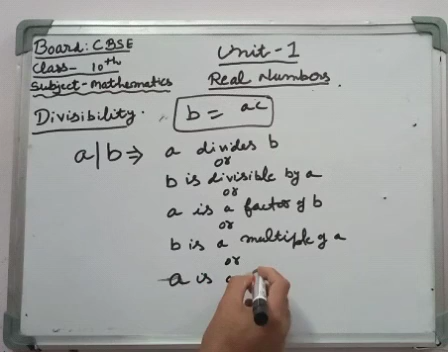 Board: CBSE
Class- 10th
Subject-Mathematics
Unit-1
Real Numbers.
Divisibility.
b = ac
a|b ⇒ a divides b
or
b is divisible by a
or
a is a factor of b
or
b is a multiple of a
or
a is